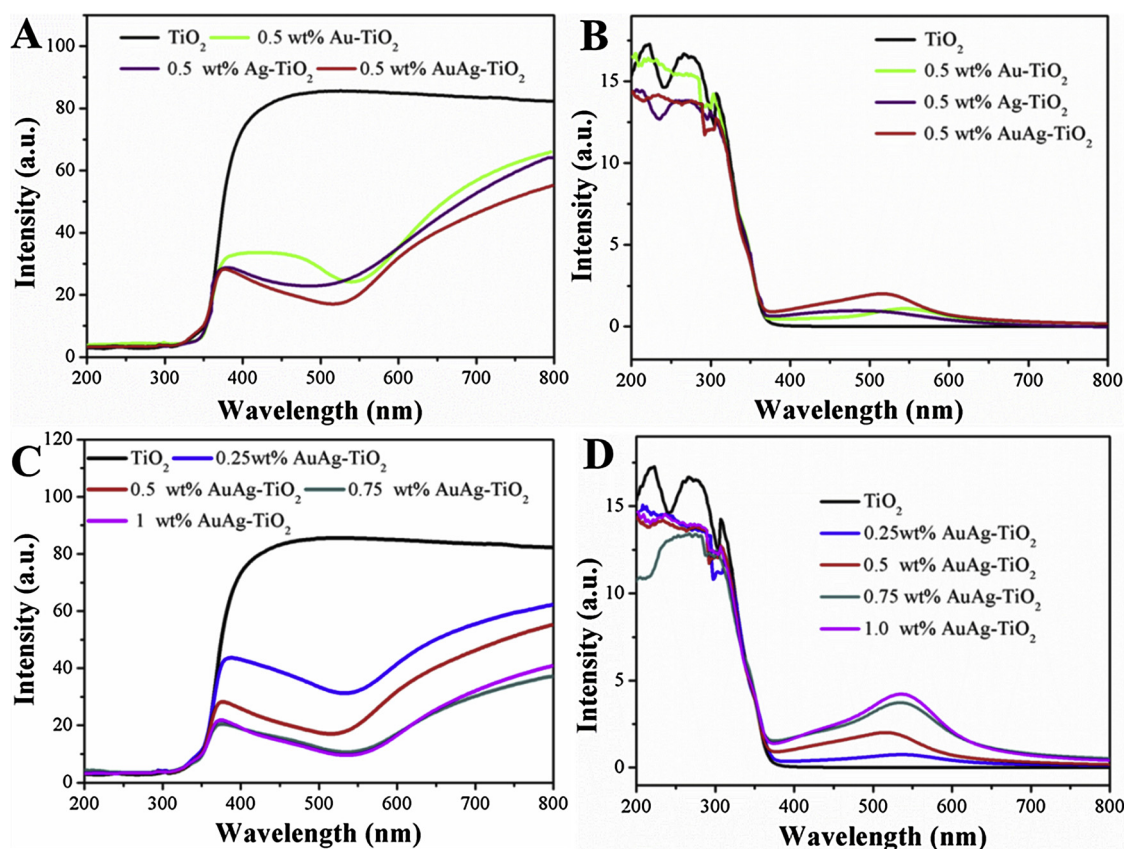 A
TiO2 0.5 wt% Au-TiO2
0.5 wt% Ag-TiO2 0.5 wt% AuAg-TiO2
Intensity (a.u.)
100
80
60
40
20
0
200 300 400 500 600 700 800
Wavelength (nm)
B
TiO2
0.5 wt% Au-TiO2
0.5 wt% Ag-TiO2
0.5 wt% AuAg-TiO2
Intensity (a.u.)
15
10
5
0
200 300 400 500 600 700 800
Wavelength (nm)
C
TiO2 0.25wt% AuAg-TiO2
0.5 wt% AuAg-TiO2 0.75 wt% AuAg-TiO2
1 wt% AuAg-TiO2
Intensity (a.u.)
120
100
80
60
40
20
0
200 300 400 500 600 700 800
Wavelength (nm)
D
TiO2
0.25wt% AuAg-TiO2
0.5 wt% AuAg-TiO2
0.75 wt% AuAg-TiO2
1.0 wt% AuAg-TiO2
Intensity (a.u.)
15
10
5
0
200 300 400 500 600 700 800
Wavelength (nm)